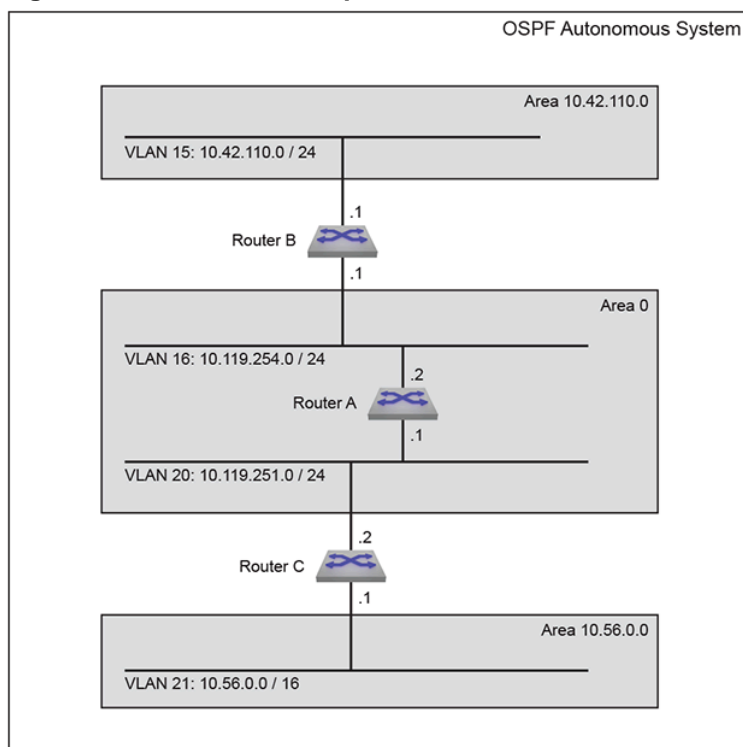 OSPF Autonomous System
Area 10.42.110.0
VLAN 15: 10.42.110.0 / 24
.1
Router B
.1
Area 0
VLAN 16: 10.119.254.0 / 24
.2
Router A
.1
VLAN 20: 10.119.251.0 / 24
.2
Router C
.1
Area 10.56.0.0
VLAN 21: 10.56.0.0 / 16